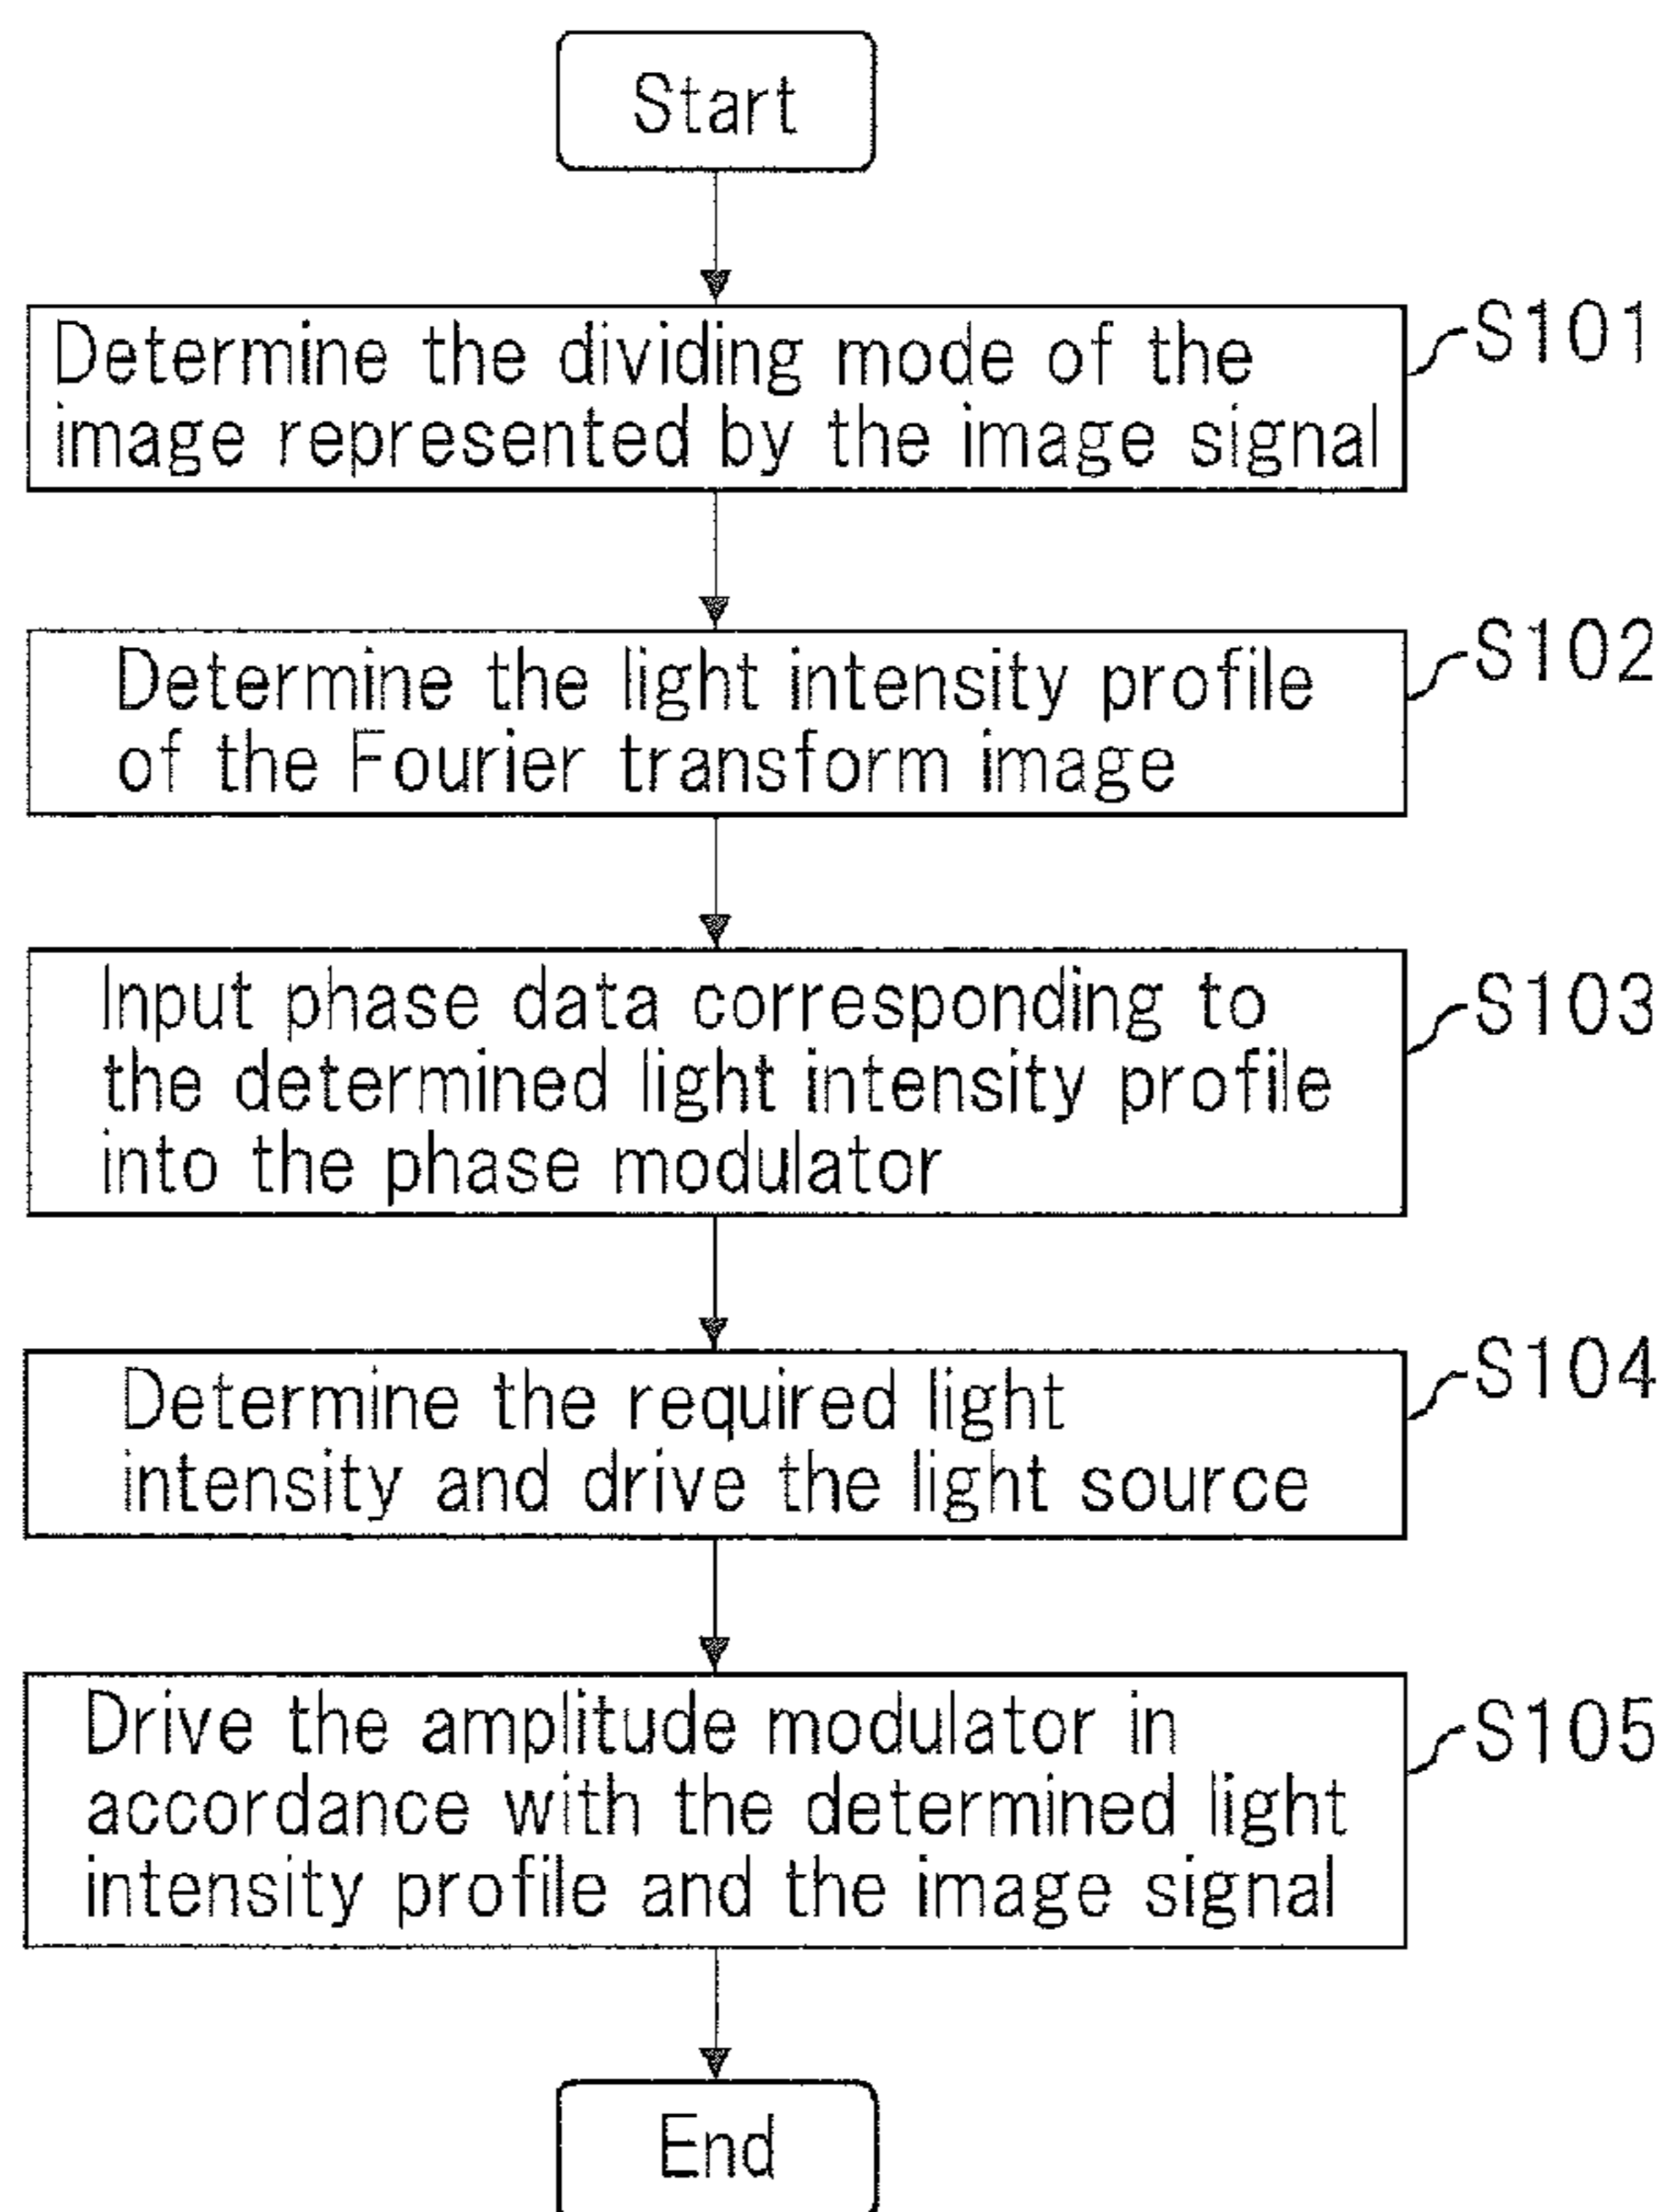 Start
Determine the dividing mode of the
image represented by the image signal
S101
Determine the light intensity profile
of the Fourier transform image
S102
Input phase data corresponding to
the determined light intensity profile
into the phase modulator
S103
Determine the required light
intensity and drive the light source
S104
Drive the amplitude modulator in
accordance with the determined light
intensity profile and the image signal
S105
End